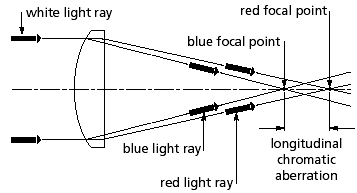 white light ray
red focal point
blue focal point
blue light ray
red light ray
longitudinal
chromatic
aberration